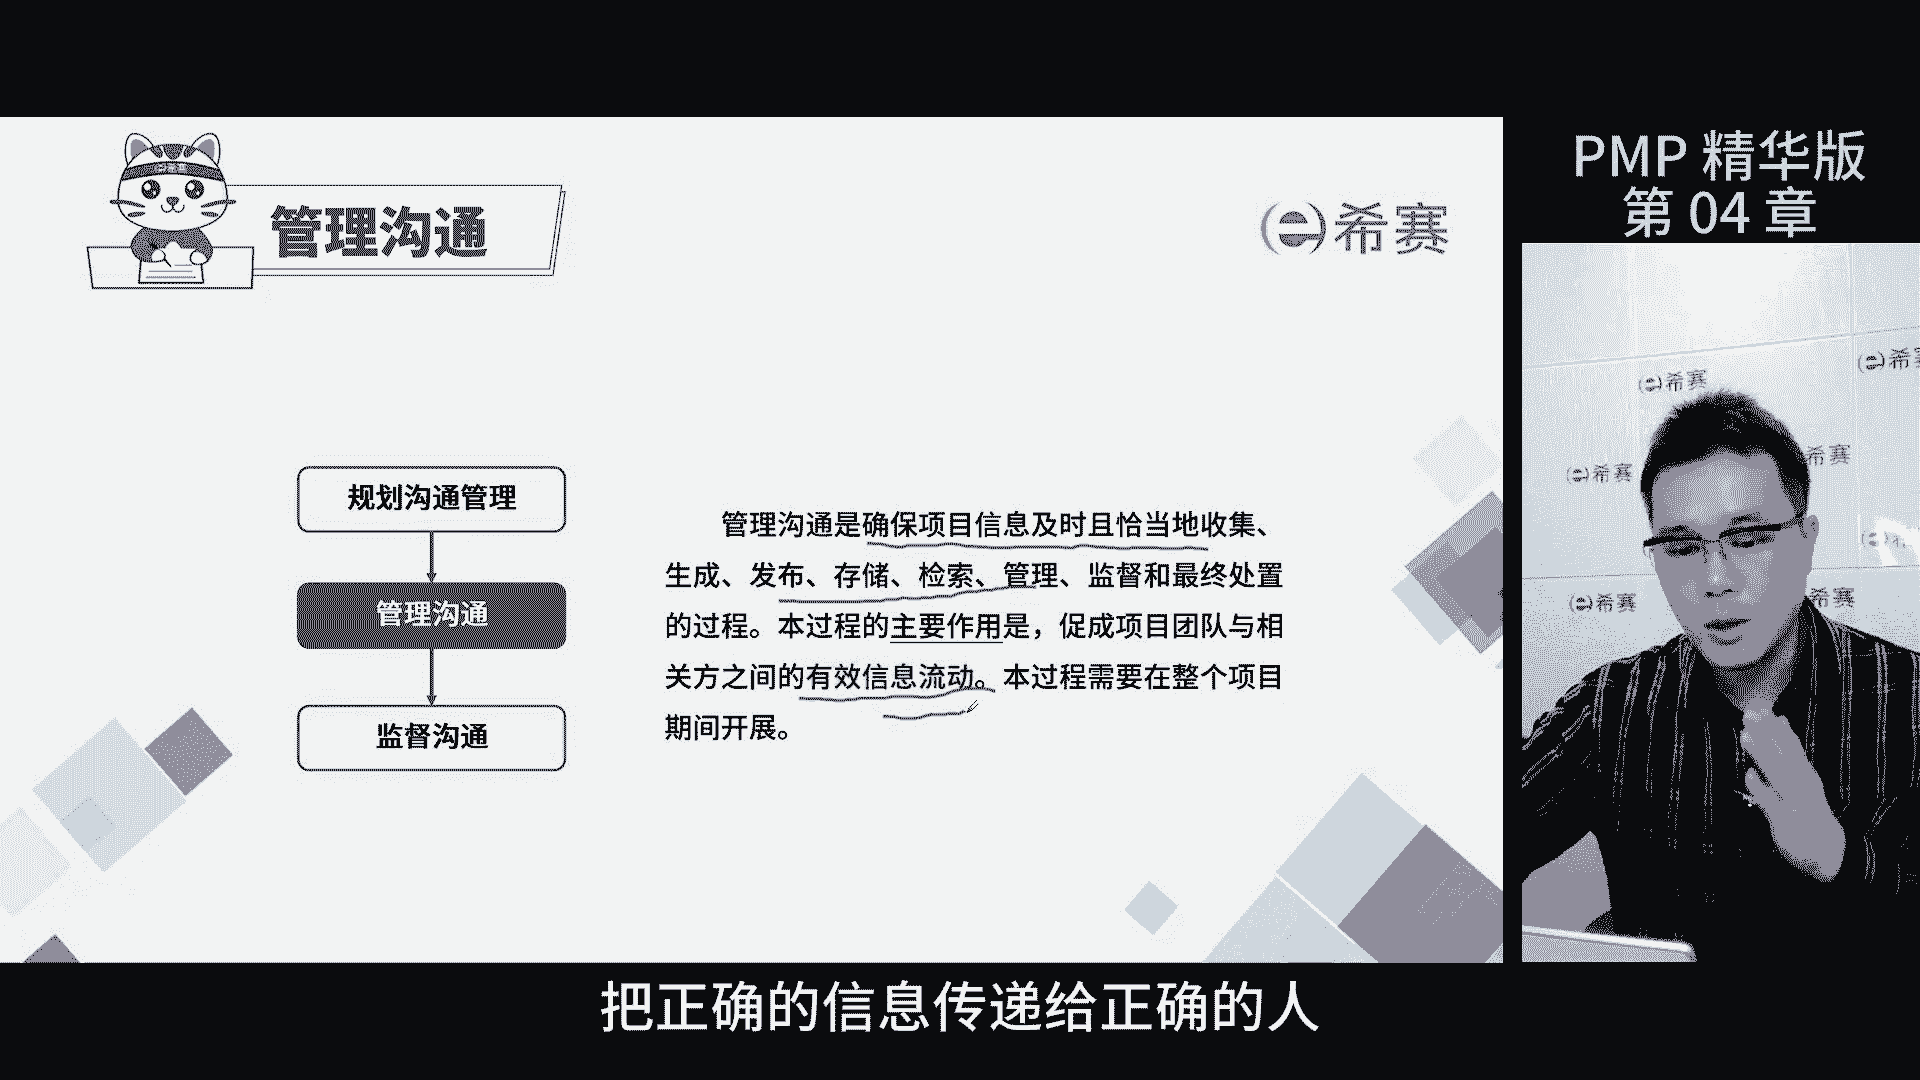 PMP 精华版
第 04 章
管理沟通
希赛
规划沟通管理
管理沟通
监督沟通
管理沟通是确保项目信息及时且恰当地收集、
生成、发布、存储、检索、管理、监督和最终处置
的过程。本过程的主要作用是，促成项目团队与相
关方之间的有效信息流动。本过程需要在整个项目
期间开展。
希赛
希赛
希赛
希赛
希赛
希赛
把正确的信息传递给正确的人